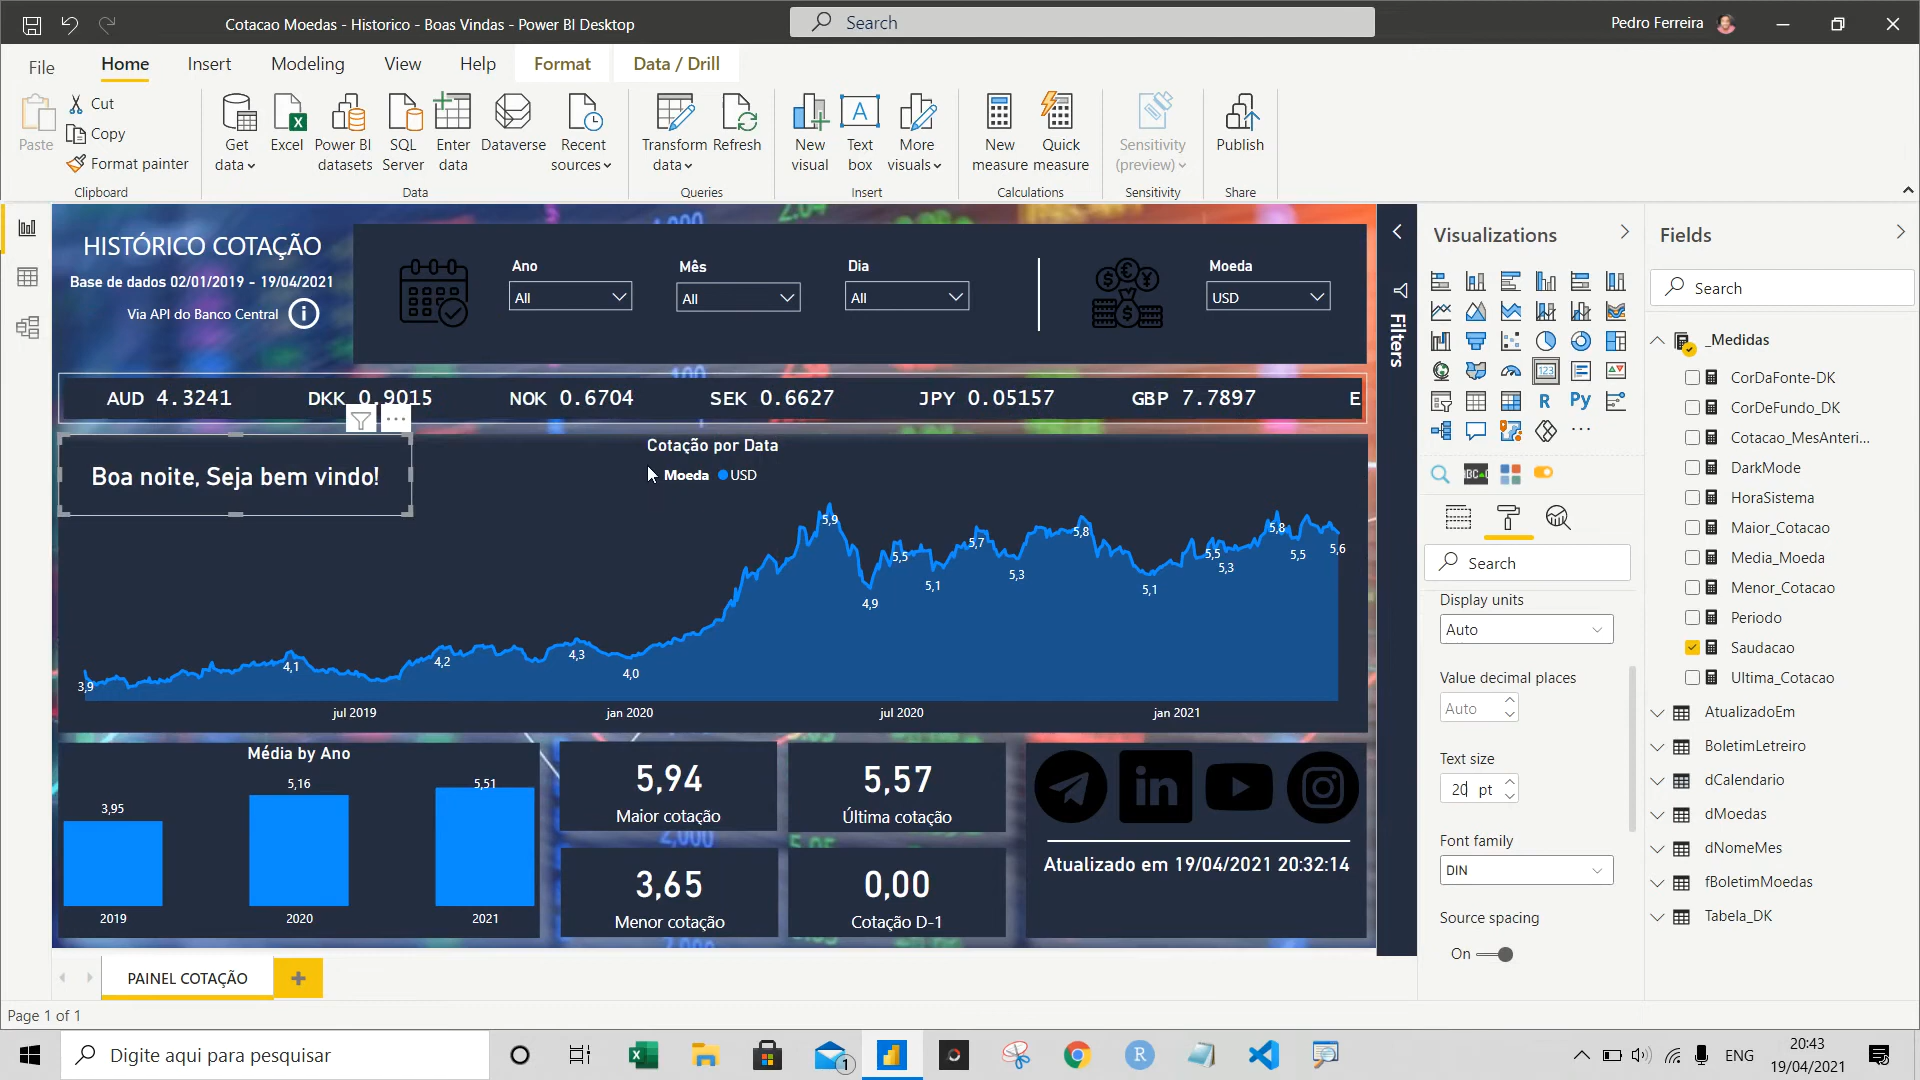 Cotacao Moedas - Historico - Boas Vindas - Power BI Desktop
Search
Pedro Ferreira
File
Home
Insert
Modeling
View
Help
Format
Data / Drill
Paste
Cut
Copy
Format painter
Clipboard
Get data
Excel
Power BI datasets
SQL Server
Enter data
Dataverse
Recent sources
Data
Transform data
Refresh
Queries
New visual
Text box
More visuals
Insert
New measure
Quick measure
Calculations
Sensitivity (preview)
Sensitivity
Publish
Share
HISTÓRICO COTAÇÃO
Base de dados 02/01/2019 - 19/04/2021
Via API do Banco Central
Ano
All
Mês
All
Dia
All
Moeda
USD
AUD 4.3241 DKK 0.9015 NOK 0.6704 SEK 0.6627 JPY 0.05157 GBP 7.7897 E
Boa noite, Seja bem vindo!
Cotação por Data
Moeda USD
3,9
4,1
4,2
4,3
4,0
5,9
4,9
5,5
5,1
5,7
5,3
5,8
5,1
5,5
5,3
5,8
5,5
5,6
jul 2019
jan 2020
jul 2020
jan 2021
Média by Ano
3,95
5,16
5,51
2019
2020
2021
5,94
Maior cotação
5,57
Última cotação
3,65
Menor cotação
0,00
Cotação D-1
Atualizado em 19/04/2021 20:32:14
Filters
Visualizations
Search
Display units
Auto
Value decimal places
Auto
Text size
20 pt
Font family
DIN
Source spacing
On
Fields
Search
_Medidas
CorDaFonte-DK
CorDeFundo_DK
Cotacao_MesAnteri...
DarkMode
HoraSistema
Maior_Cotacao
Media_Moeda
Menor_Cotacao
Periodo
Saudacao
Ultima_Cotacao
AtualizadoEm
BoletimLetreiro
dCalendario
dMoedas
dNomeMes
fBoletimMoedas
Tabela_DK
PAINEL COTAÇÃO
Page 1 of 1
Digite aqui para pesquisar
1
ENG
20:43
19/04/2021